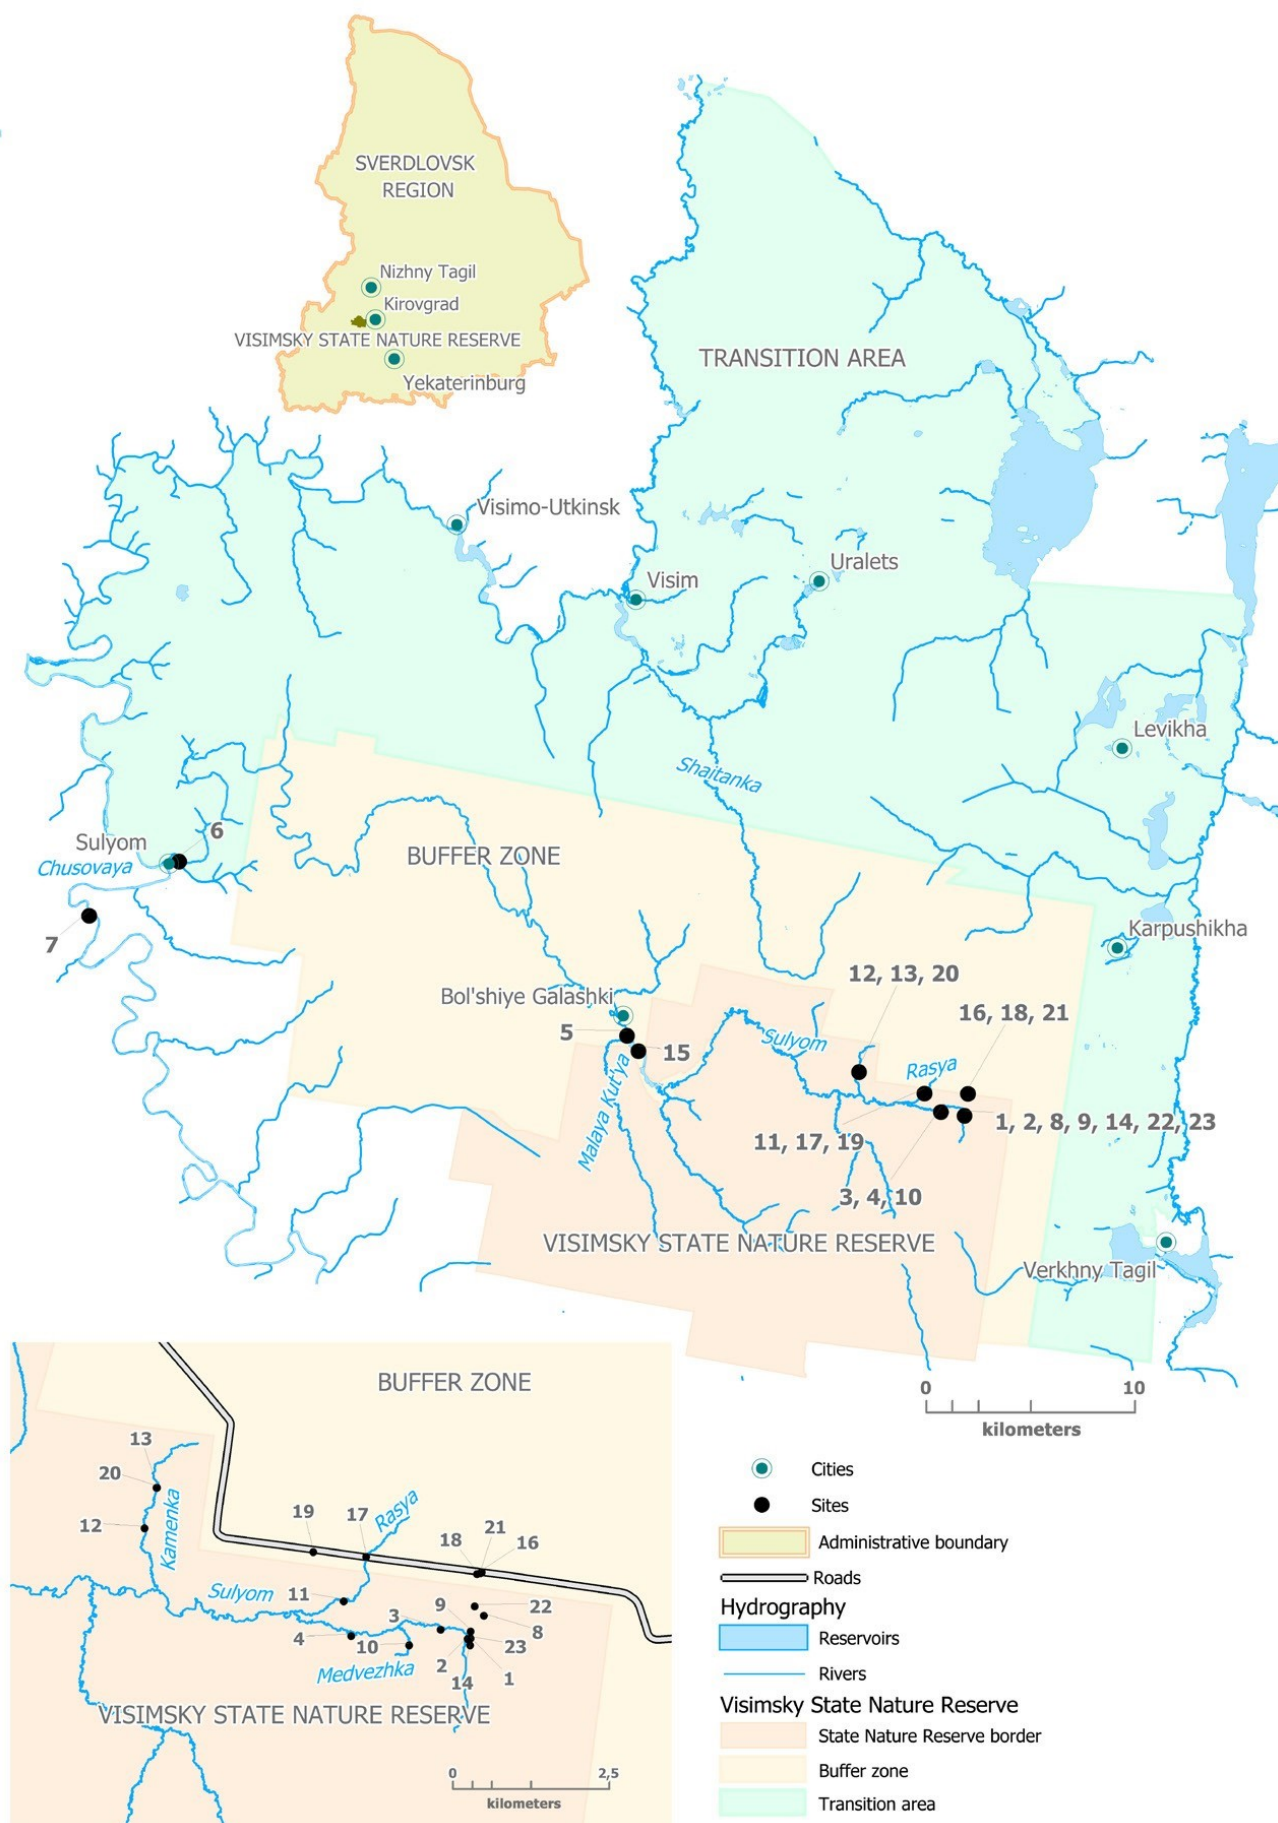 SVERDLOVSK
REGION
Nizhny Tagil
Kirovgrad
VISIMSKY STATE NATURE RESERVE
Yekaterinburg
TRANSITION AREA
Visimo-Utkinsk
Visim
Uralets
Levikha
Shaitanka
Sulyom
6
Chusovaya
BUFFER ZONE
7
Karpushikha
Bol'shiye Galashki
12, 13, 20
16, 18, 21
5
15
Sulyom
Rasya
Malaya Kut'ya
11, 17, 19
1, 2, 8, 9, 14, 22, 23
3, 4, 10
VISIMSKY STATE NATURE RESERVE
Verkhny Tagil
0 10
kilometers
BUFFER ZONE
13
20
12
Kamenka
19
17
Rasya
18
21
16
Sulyom
11
3
9
22
8
4
10
Medvezhka
2
23
14
1
VISIMSKY STATE NATURE RESERVE
0 2,5
kilometers
Cities
Sites
Administrative boundary
Roads
Hydrography
Reservoirs
Rivers
Visimsky State Nature Reserve
State Nature Reserve border
Buffer zone
Transition area